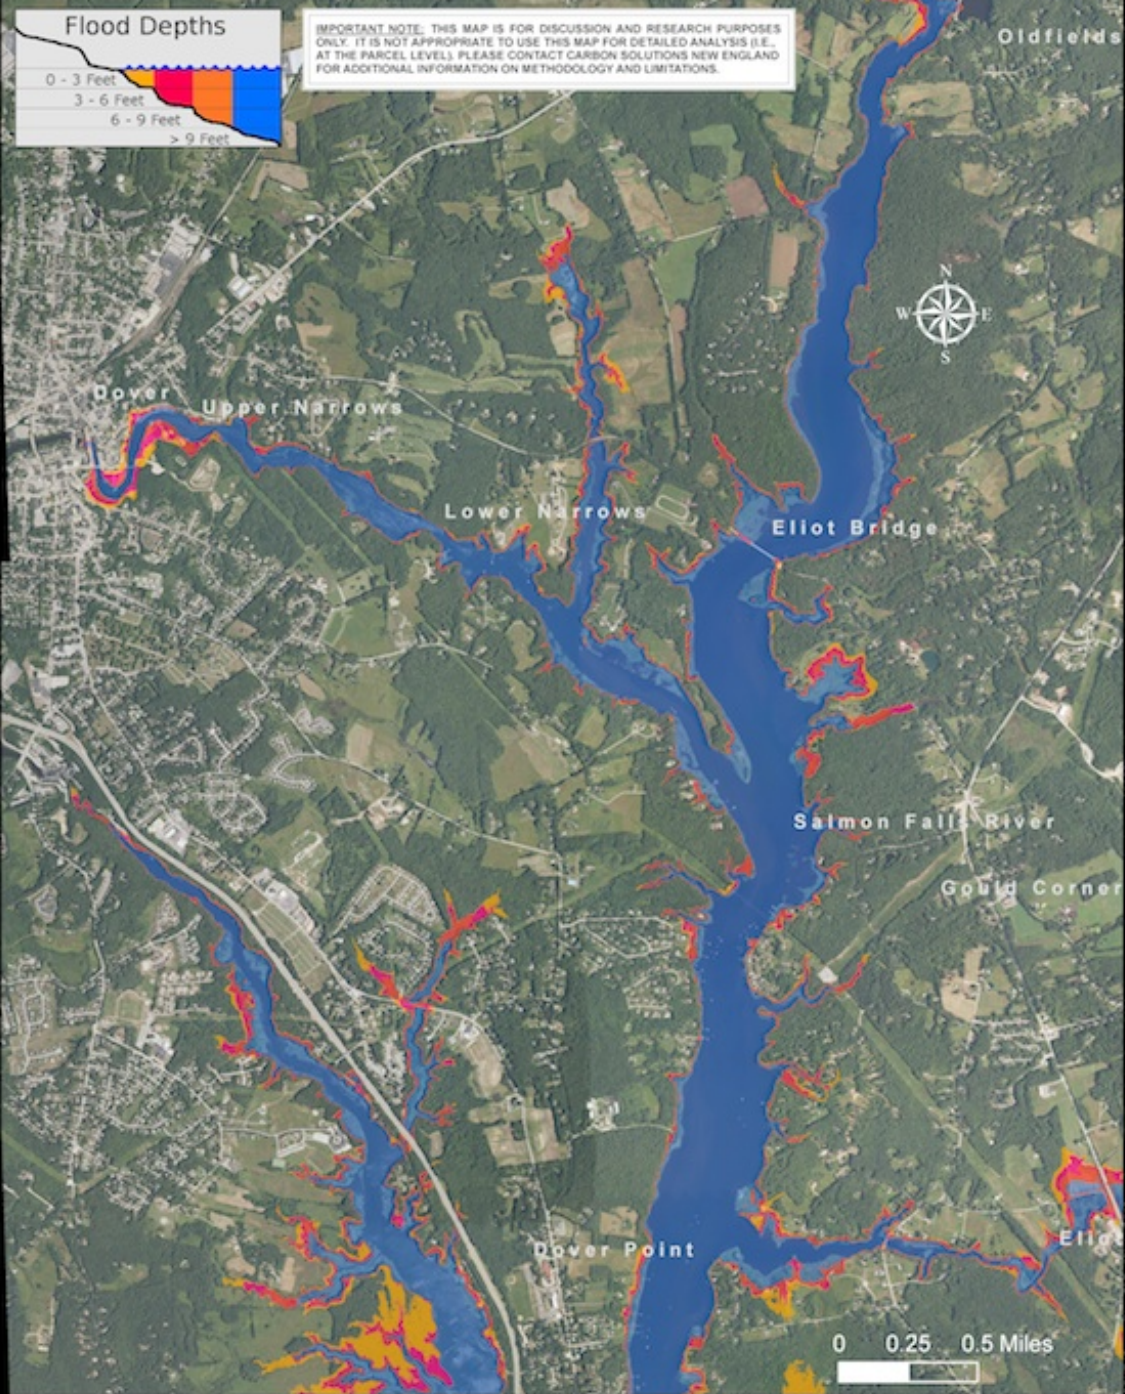 Flood Depths
0 - 3 Feet
3 - 6 Feet
6 - 9 Feet
> 9 Feet
IMPORTANT NOTE: THIS MAP IS FOR DISCUSSION AND RESEARCH PURPOSES
ONLY. IT IS NOT APPROPRIATE TO USE THIS MAP FOR DETAILED ANALYSIS (I.E.,
AT THE PARCEL LEVEL). PLEASE CONTACT CARBON SOLUTIONS NEW ENGLAND
FOR ADDITIONAL INFORMATION ON METHODOLOGY AND LIMITATIONS.
Oldfields
N
W E
S
Dover
Upper Narrows
Lower Narrows
Eliot Bridge
Salmon Falls River
Gould Corner
Dover Point
Eliot
0 0.25 0.5 Miles